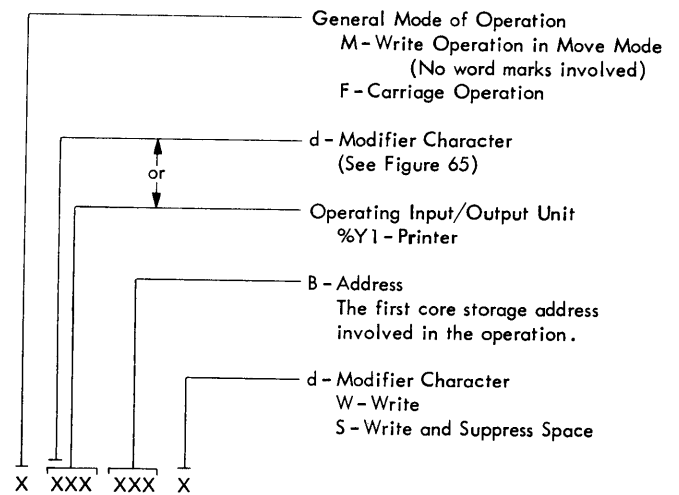 General Mode of Operation
M - Write Operation in Move Mode
(No word marks involved)
F - Carriage Operation
d - Modifier Character
(See Figure 65)
or
Operating Input/Output Unit
%Y1 - Printer
B - Address
The first core storage address
involved in the operation.
d - Modifier Character
W - Write
S - Write and Suppress Space
X XXX XXX X